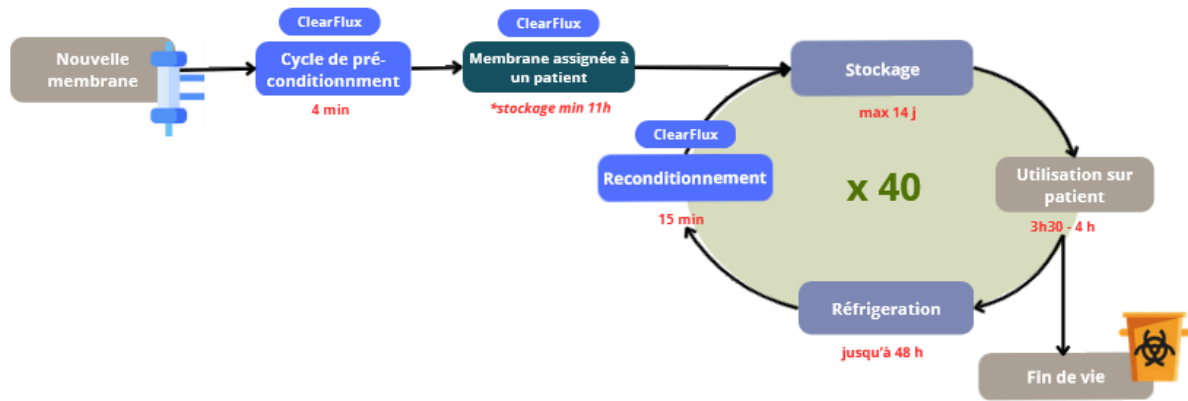 ClearFlux
ClearFlux
Nouvelle
membrane
Cycle de pré-
conditionnment
Membrane assignée à
un patient
Stockage
4 min
*stockage min 11h
max 14 j
ClearFlux
Reconditionnement
x 40
Utilisation sur
patient
15 min
3h30 - 4 h
Réfrigeration
jusqu'à 48 h
Fin de vie